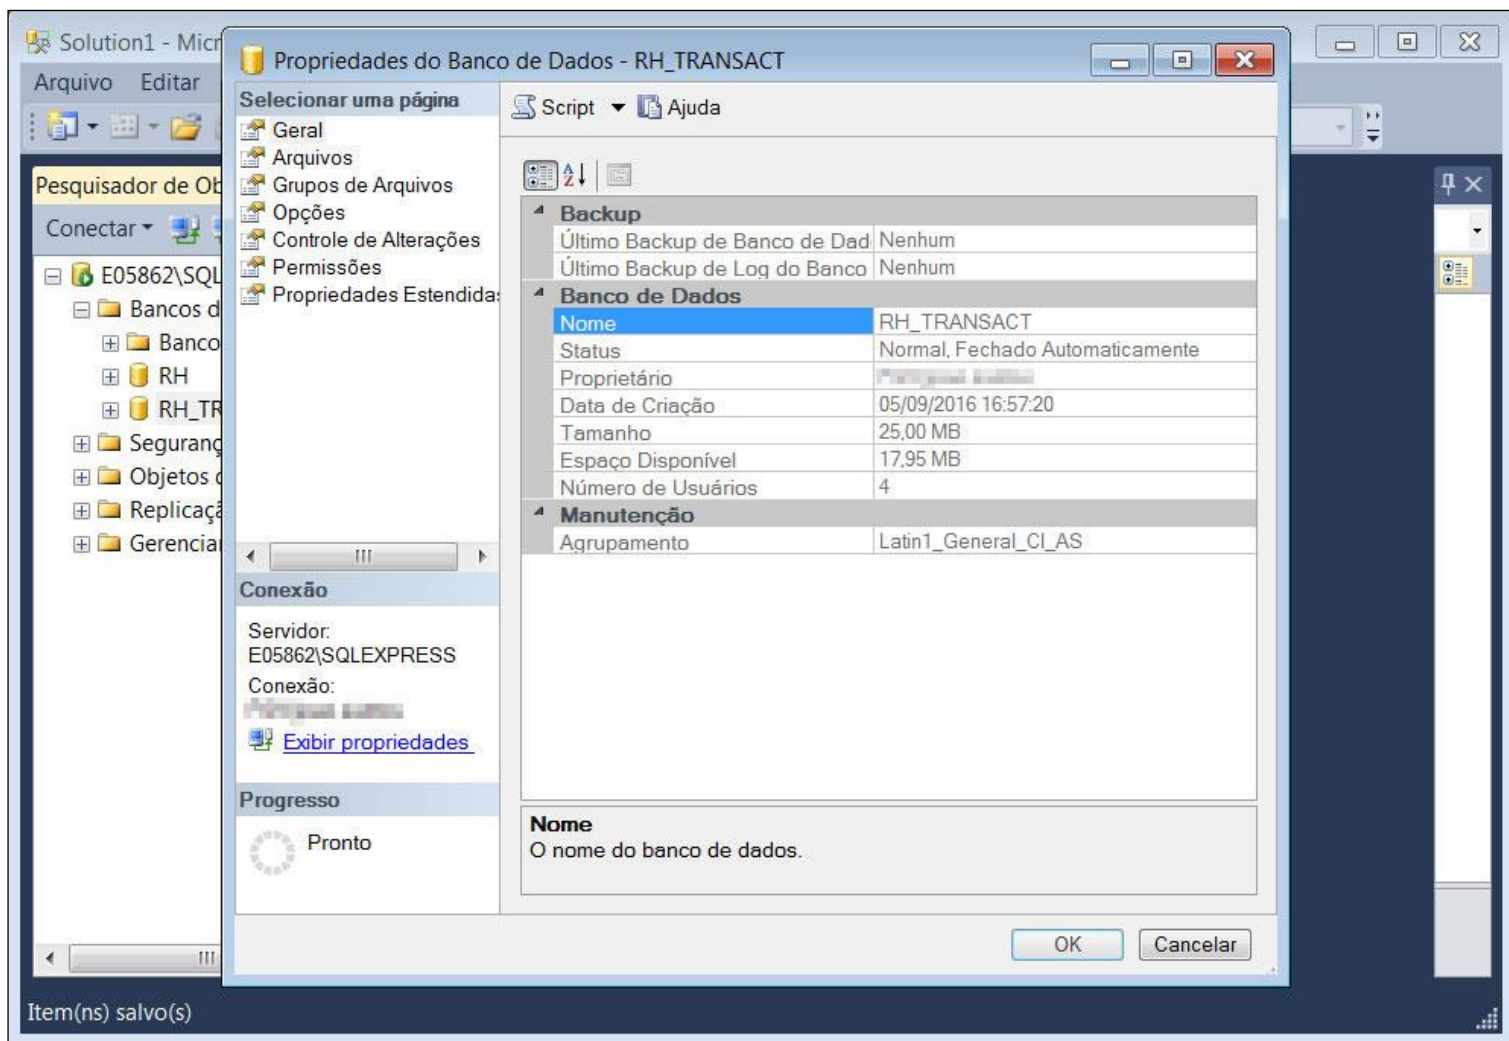 Solution1 - Micr
Arquivo Editar
Pesquisador de Ob
Conectar
E05862\SQL
Bancos d
Banco
RH
RH_TR
Seguranç
Objetos d
Replicaçã
Gerencian
Item(ns) salvo(s)
Propriedades do Banco de Dados - RH_TRANSACT
Selecionar uma página
Geral
Arquivos
Grupos de Arquivos
Opções
Controle de Alterações
Permissões
Propriedades Estendidas
Conexão
Servidor:
E05862\SQLEXPRESS
Conexão:
Exibir propriedades
Progresso
Pronto
Script Ajuda
Backup
Último Backup de Banco de Dad Nenhum
Último Backup de Log do Banco Nenhum
Banco de Dados
Nome RH_TRANSACT
Status Normal, Fechado Automaticamente
Proprietário
Data de Criação 05/09/2016 16:57:20
Tamanho 25,00 MB
Espaço Disponível 17,95 MB
Número de Usuários 4
Manutenção
Agrupamento Latin1_General_CI_AS
Nome
O nome do banco de dados.
OK Cancelar